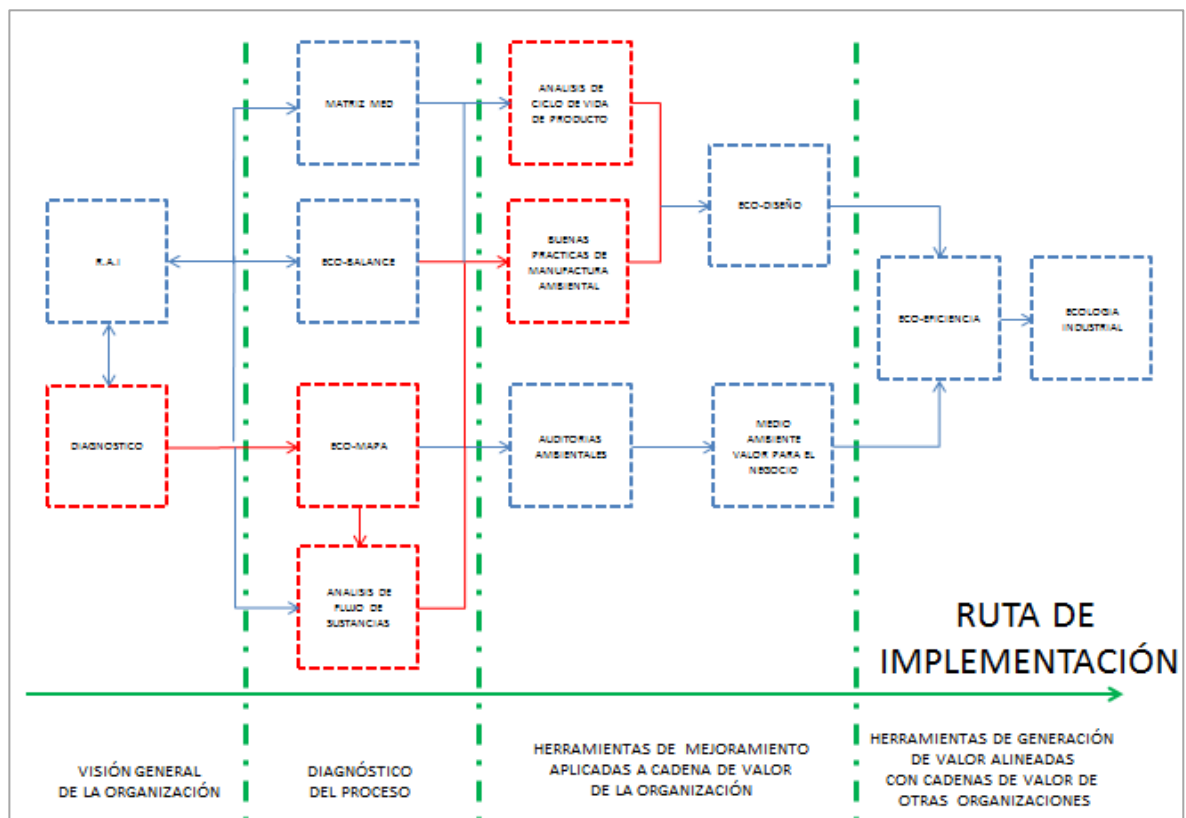 MATRIZ MED
ANALISIS DE
CICLO DE VIDA
DE PRODUCTO
ECO-DISEÑO
R.A.I
ECO-BALANCE
BUENAS
PRACTICAS DE
MANUFACTURA
AMBIENTAL
ECO-EFICIENCIA
ECOLOGIA
INDUSTRIAL
DIAGNOSTICO
ECO-MAPA
AUDITORIAS
AMBIENTALES
MEDIO
AMBIENTE
VALOR PARA EL
NEGOCIO
ANALISIS DE
FLUJO DE
SUSTANCIAS
RUTA DE
IMPLEMENTACIÓN
VISIÓN GENERAL
DE LA ORGANIZACIÓN
DIAGNÓSTICO
DEL PROCESO
HERRAMIENTAS DE MEJORAMIENTO
APLICADAS A CADENA DE VALOR
DE LA ORGANIZACIÓN
HERRAMIENTAS DE GENERACIÓN
DE VALOR ALINEADAS
CON CADENAS DE VALOR DE
OTRAS ORGANIZACIONES